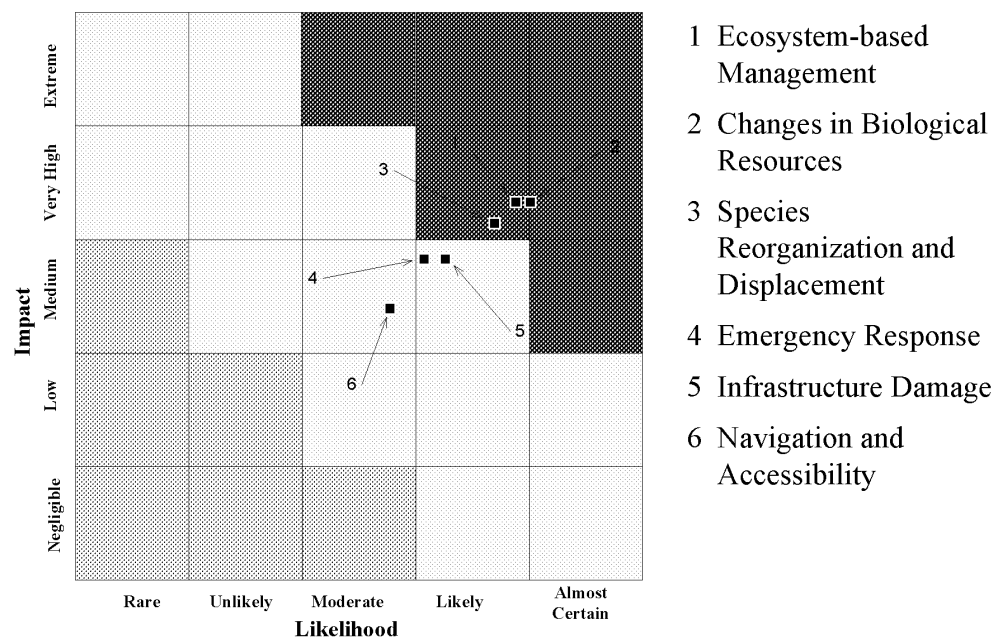 Extreme
Very High
Medium
Low
Negligible
Impact
Rare
Unlikely
Moderate
Likely
Almost
Certain
Likelihood
1
2
3
4
5
6
1 Ecosystem-based
Management
2 Changes in Biological
Resources
3 Species
Reorganization and
Displacement
4 Emergency Response
5 Infrastructure Damage
6 Navigation and
Accessibility